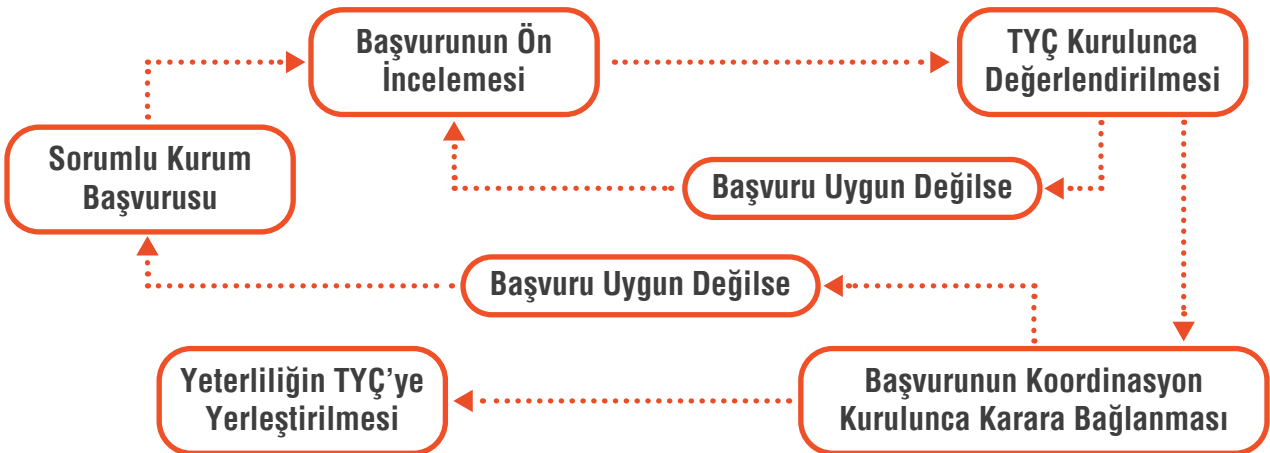 Başvurunun Ön
İncelemesi
TYÇ Kurulunca
Değerlendirilmesi
Sorumlu Kurum
Başvurusu
Başvuru Uygun Değilse
Başvuru Uygun Değilse
Yeterliliğin TYÇ’ye
Yerleştirilmesi
Başvurunun Koordinasyon
Kurulunca Karara Bağlanması